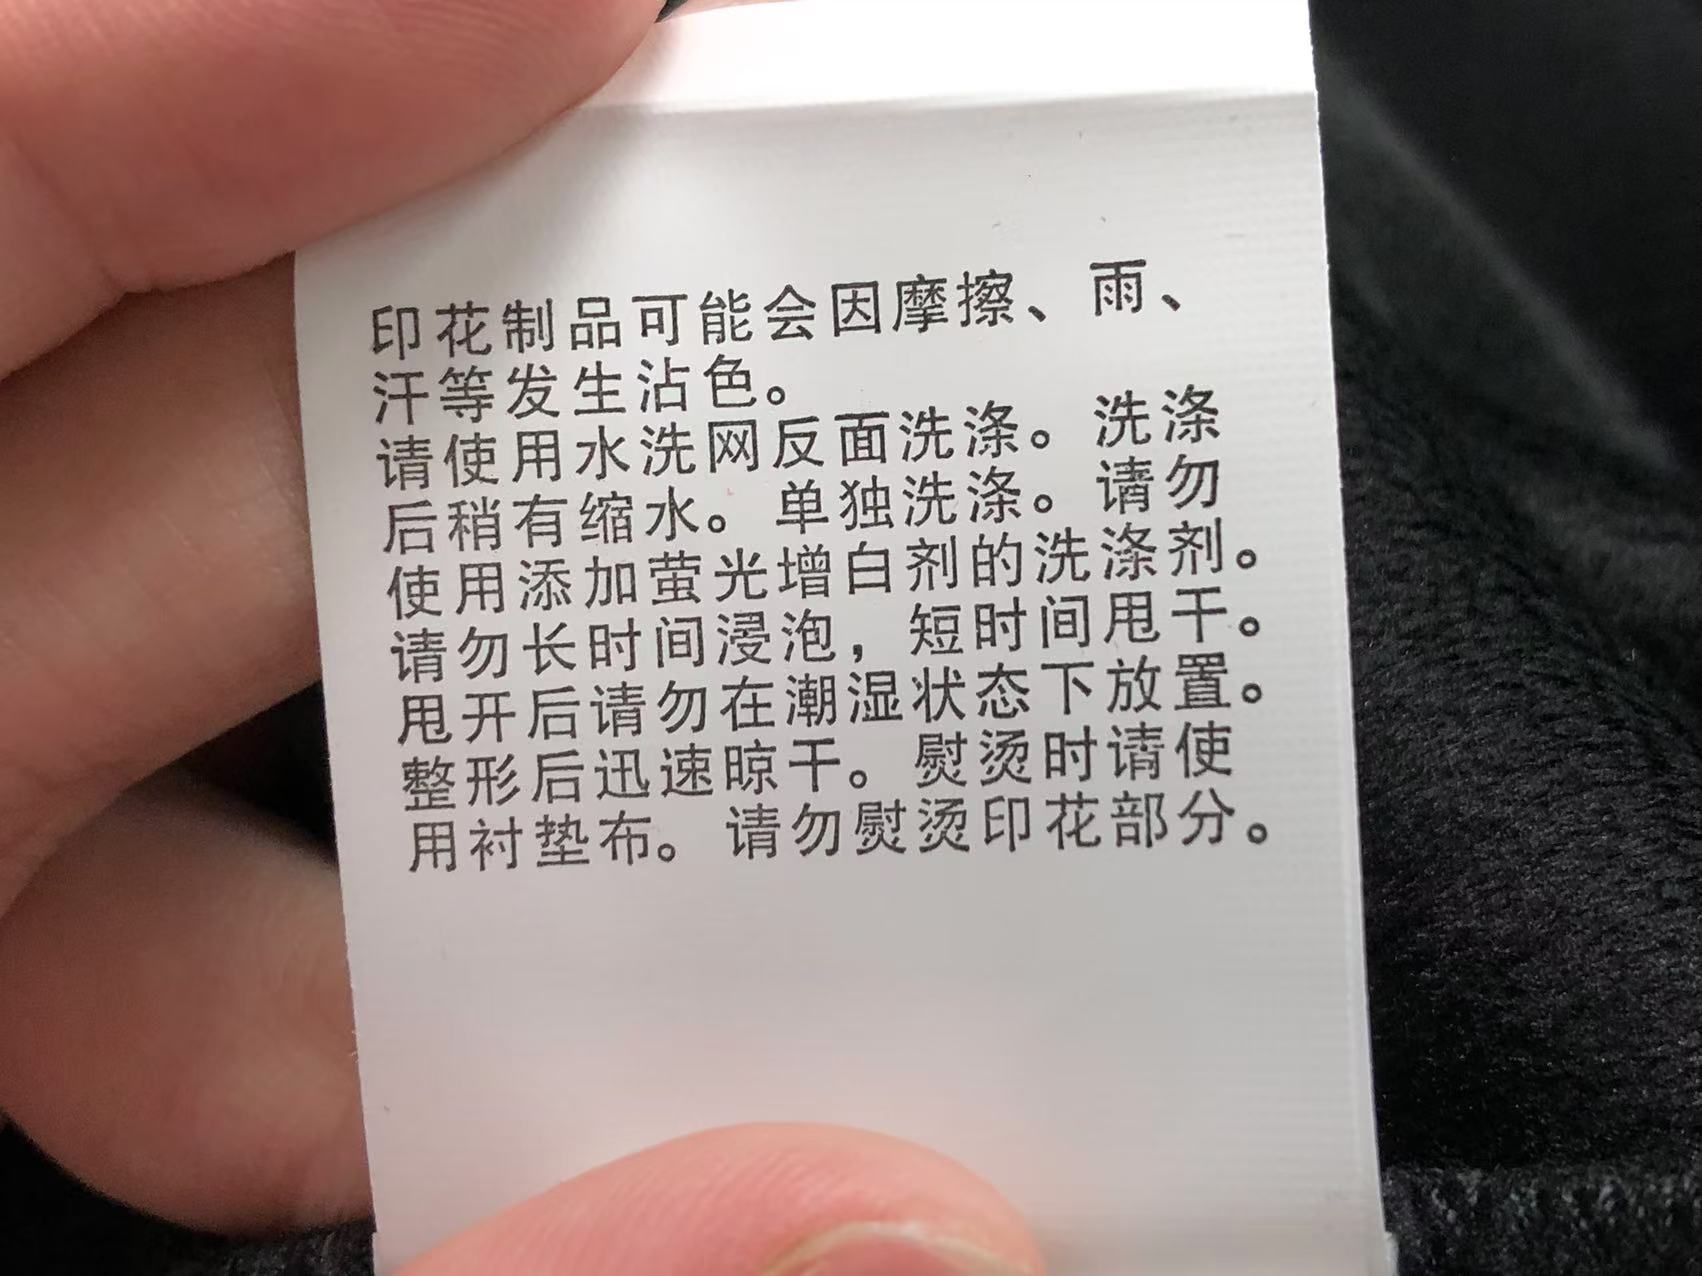 印花制品可能会因摩擦、雨、
汗等发生沾色。
请使用水洗网反面洗涤。洗涤
后稍有缩水。单独洗涤。请勿
使用添加萤光增白剂的洗涤剂。
请勿长时间浸泡，短时间甩干。
甩开后请勿在潮湿状态下放置。
整形后迅速晾干。熨烫时请使
用衬垫布。请勿熨烫印花部分。